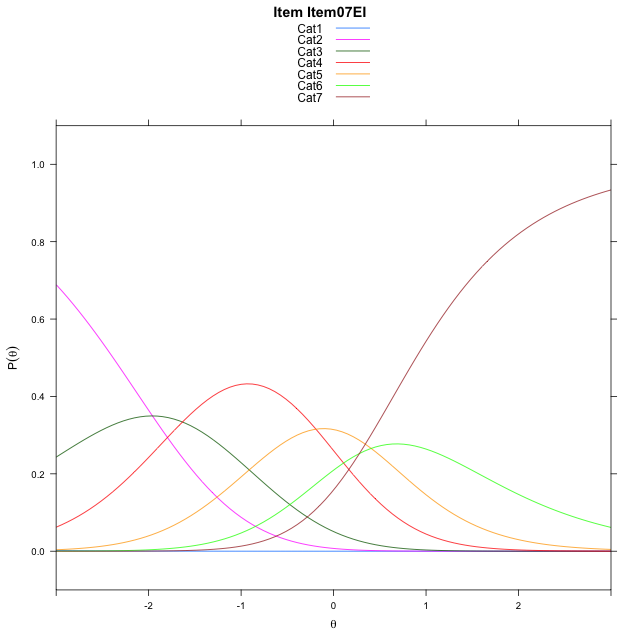 Item Item07EI
Cat1
Cat2
Cat3
Cat4
Cat5
Cat6
Cat7
1.0
0.8
0.6
0.4
0.2
0.0
P(θ)
-2 -1 0 1 2
θ